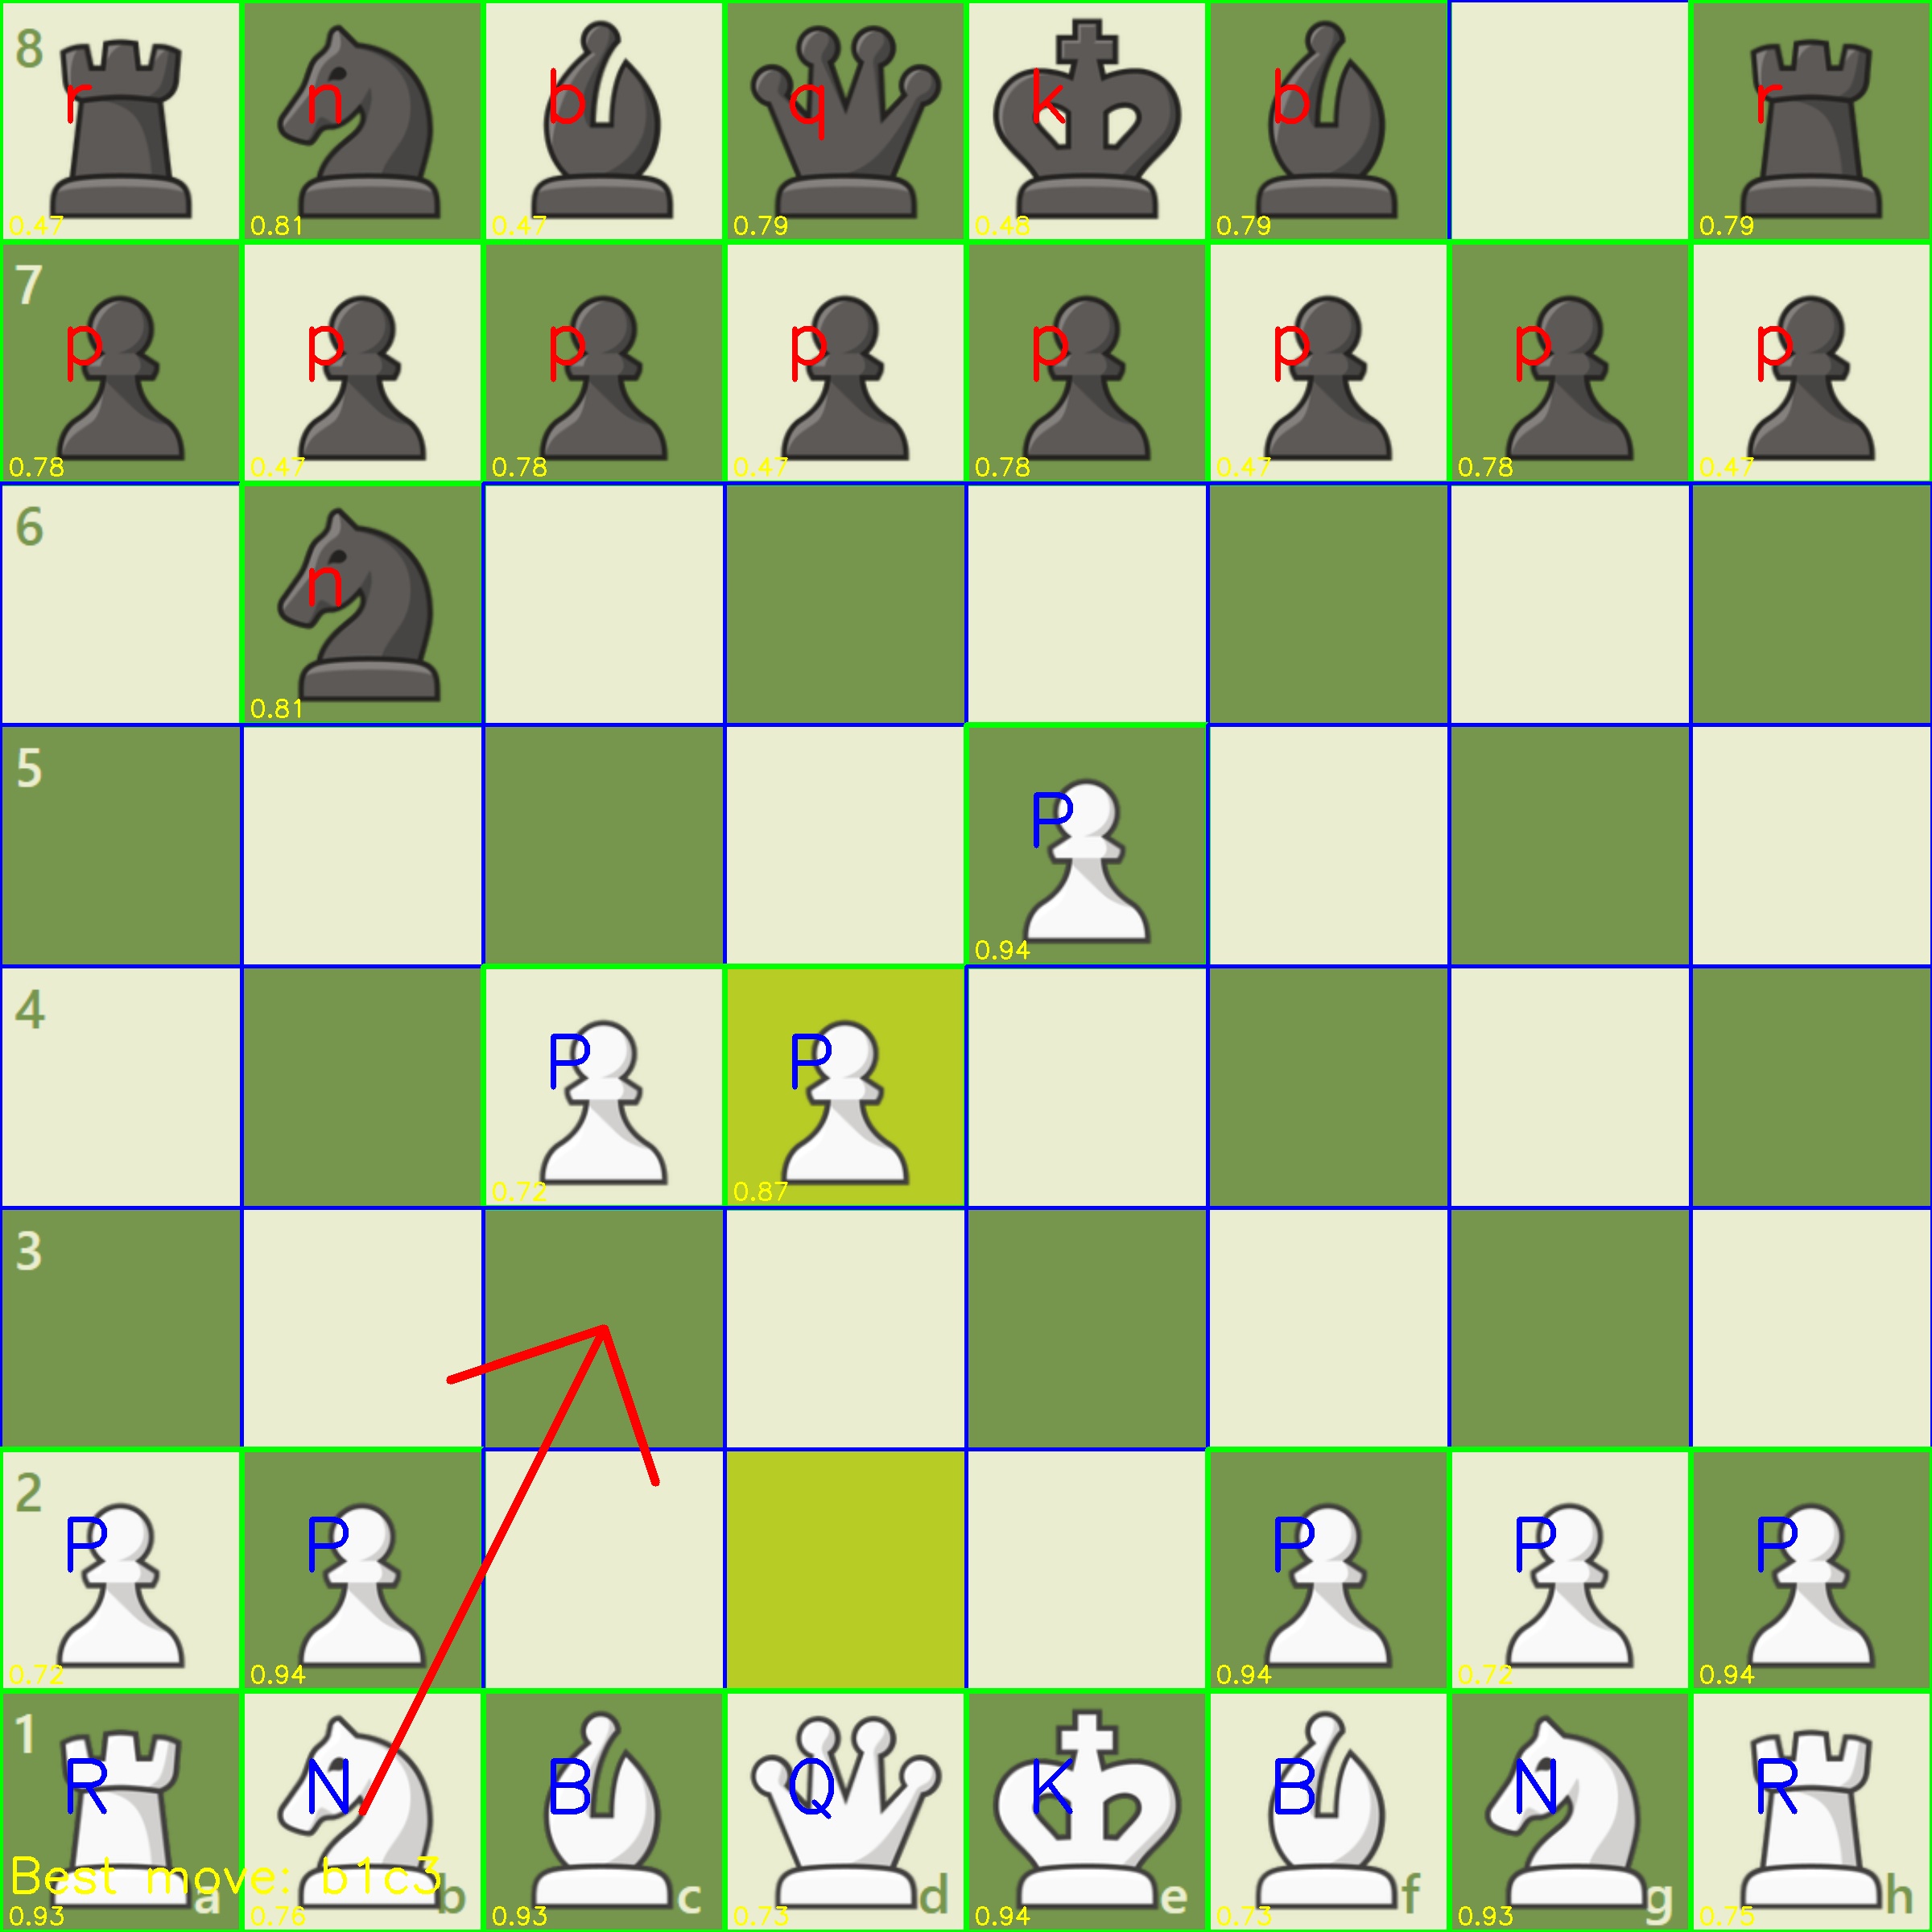 8 r n b q k b r
0.47 0.81 0.47 0.79 0.48 0.79 0.79
7 p p p p p p p p
0.78 0.47 0.78 0.47 0.78 0.47 0.78 0.47
6 n
0.81
5 P
0.94
4 P P
0.72 0.87
3
2 P P P P P
0.72 0.94 0.94 0.72 0.94
1 R N B Q K B N R
Best move: b1c3
a b c d e f g h
0.93 0.76 0.93 0.73 0.94 0.73 0.93 0.75